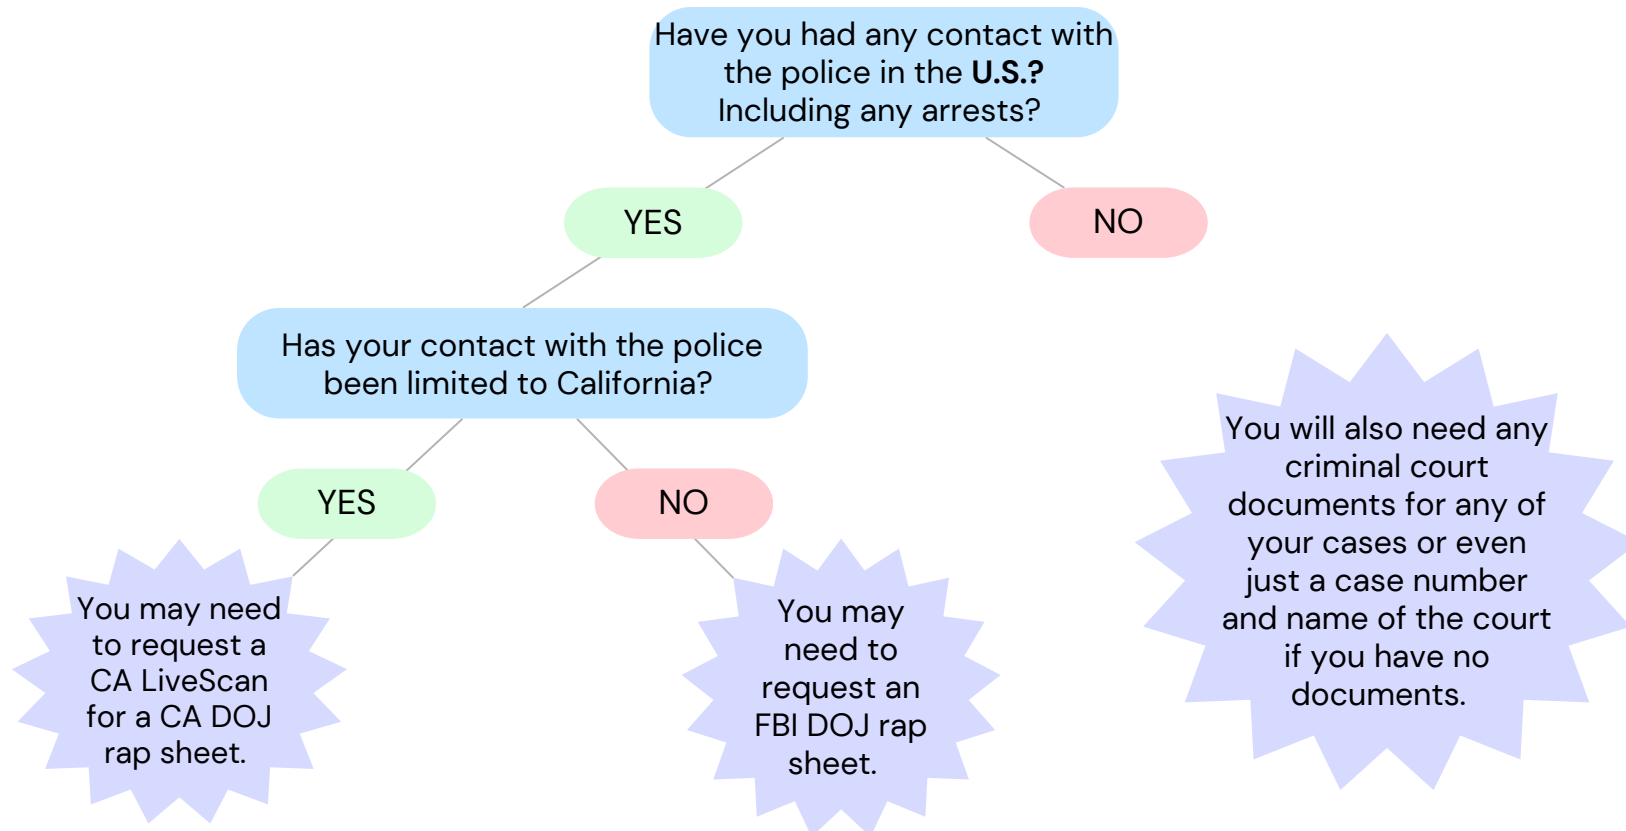 Have you had any contact with
the police in the U.S.?
Including any arrests?
YES
NO
Has your contact with the police
been limited to California?
YES
NO
You may need
to request a
CA LiveScan
for a CA DOJ
rap sheet.
You may
need to
request an
FBI DOJ rap
sheet.
You will also need any
criminal court
documents for any of
your cases or even
just a case number
and name of the court
if you have no
documents.